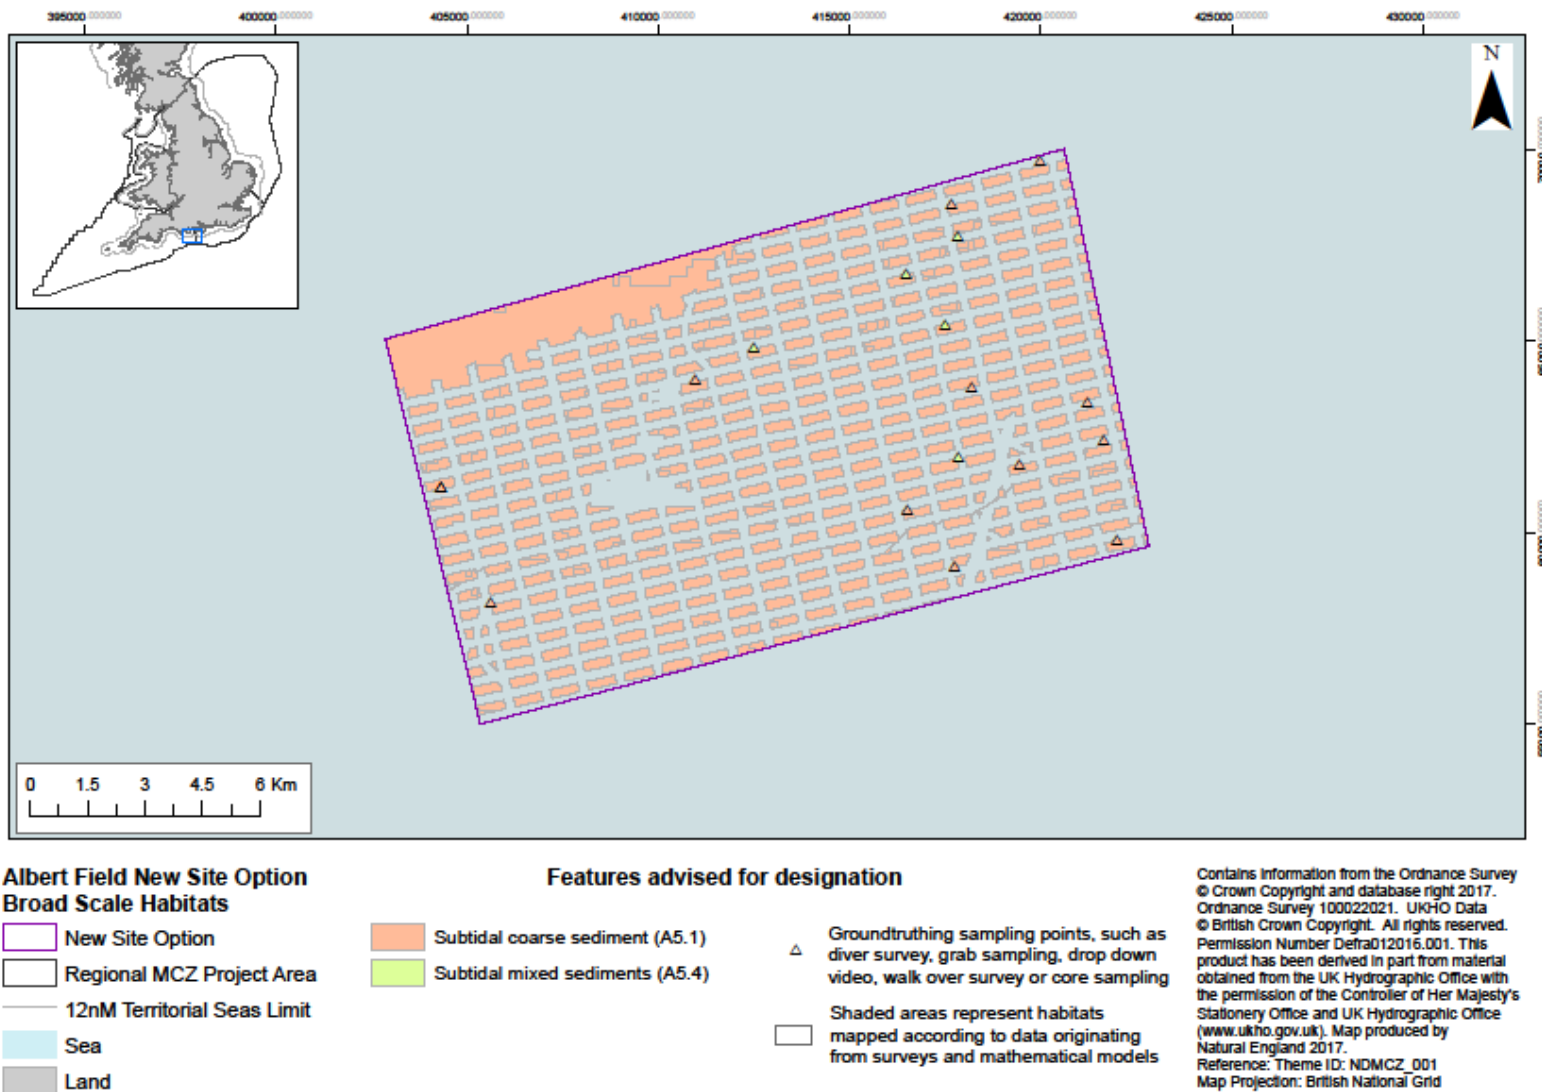 395000.000000 400000.000000 405000.000000 410000.000000 415000.000000 420000.000000 425000.000000 430000.000000
N
0 1.5 3 4.5 6 Km
Albert Field New Site Option
Broad Scale Habitats
New Site Option
Regional MCZ Project Area
12nM Territorial Seas Limit
Sea
Land
Features advised for designation
Subtidal coarse sediment (A5.1)
Subtidal mixed sediments (A5.4)
Groundtruthing sampling points, such as
diver survey, grab sampling, drop down
video, walk over survey or core sampling
Shaded areas represent habitats
mapped according to data originating
from surveys and mathematical models
Contains Information from the Ordnance Survey
© Crown Copyright and database right 2017.
Ordnance Survey 100022021. UKHO Data
© British Crown Copyright. All rights reserved.
Permission Number Defra012016.001. This
product has been derived in part from material
obtained from the UK Hydrographic Office with
the permission of the Controller of Her Majesty's
Stationery Office and UK Hydrographic Office
(www.ukho.gov.uk). Map produced by
Natural England 2017.
Reference: Theme ID: NDMCZ_001
Map Projection: British National Grid